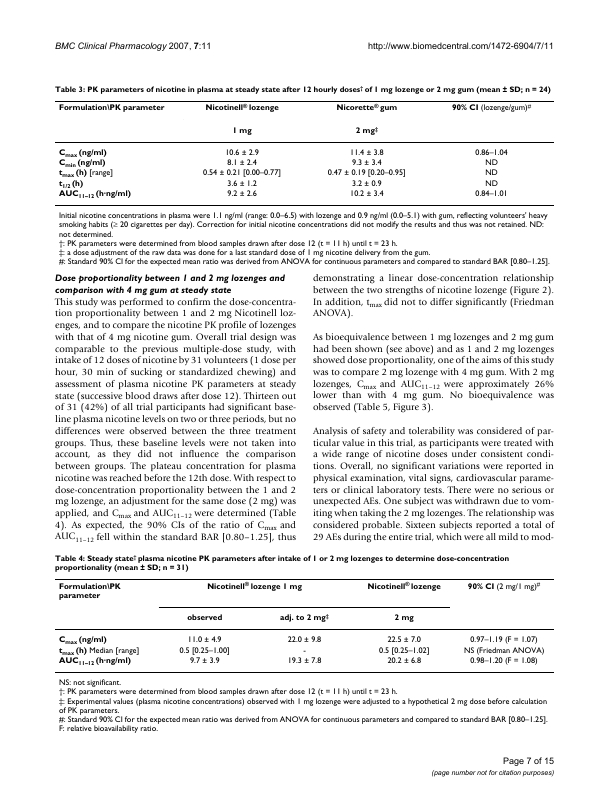 BMC Clinical Pharmacology 2007, 7:11
http://www.biomedcentral.com/1472-6904/7/11
Table 3: PK parameters of nicotine in plasma at steady state after 12 hourly doses† of 1 mg lozenge or 2 mg gum (mean ± SD; n = 24)
Formulation\PK parameter Nicotinell® lozenge Nicorette® gum 90% CI (lozenge/gum)#
1 mg 2 mg‡
Cmax (ng/ml) 10.6 ± 2.9 11.4 ± 3.8 0.86–1.04
Cmin (ng/ml) 8.1 ± 2.4 9.3 ± 3.4 ND
tmax (h) [range] 0.54 ± 0.21 [0.00–0.77] 0.47 ± 0.19 [0.20–0.95] ND
t1/2 (h) 3.6 ± 1.2 3.2 ± 0.9 ND
AUC11–12 (h·ng/ml) 9.2 ± 2.6 10.2 ± 3.4 0.84–1.01
Initial nicotine concentrations in plasma were 1.1 ng/ml (range: 0.0–6.5) with lozenge and 0.9 ng/ml (0.0–5.1) with gum, reflecting volunteers' heavy
smoking habits (≥ 20 cigarettes per day). Correction for initial nicotine concentrations did not modify the results and thus was not retained. ND:
not determined.
†: PK parameters were determined from blood samples drawn after dose 12 (t = 11 h) until t = 23 h.
‡: a dose adjustment of the raw data was done for a last standard dose of 1 mg nicotine delivery from the gum.
#: Standard 90% CI for the expected mean ratio was derived from ANOVA for continuous parameters and compared to standard BAR [0.80–1.25].
Dose proportionality between 1 and 2 mg lozenges and
comparison with 4 mg gum at steady state
This study was performed to confirm the dose-concentra-
tion proportionality between 1 and 2 mg Nicotinell loz-
enges, and to compare the nicotine PK profile of lozenges
with that of 4 mg nicotine gum. Overall trial design was
comparable to the previous multiple-dose study, with
intake of 12 doses of nicotine by 31 volunteers (1 dose per
hour, 30 min of sucking or standardized chewing) and
assessment of plasma nicotine PK parameters at steady
state (successive blood draws after dose 12). Thirteen out
of 31 (42%) of all trial participants had significant base-
line plasma nicotine levels on two or three periods, but no
differences were observed between the three treatment
groups. Thus, these baseline levels were not taken into
account, as they did not influence the comparison
between groups. The plateau concentration for plasma
nicotine was reached before the 12th dose. With respect to
dose-concentration proportionality between the 1 and 2
mg lozenge, an adjustment for the same dose (2 mg) was
applied, and Cmax and AUC11–12 were determined (Table
4). As expected, the 90% CIs of the ratio of Cmax and
AUC11–12 fell within the standard BAR [0.80–1.25], thus
demonstrating a linear dose-concentration relationship
between the two strengths of nicotine lozenge (Figure 2).
In addition, tmax did not to differ significantly (Friedman
ANOVA).
As bioequivalence between 1 mg lozenges and 2 mg gum
had been shown (see above) and as 1 and 2 mg lozenges
showed dose proportionality, one of the aims of this study
was to compare 2 mg lozenge with 4 mg gum. With 2 mg
lozenges, Cmax and AUC11–12 were approximately 26%
lower than with 4 mg gum. No bioequivalence was
observed (Table 5, Figure 3).
Analysis of safety and tolerability was considered of par-
ticular value in this trial, as participants were treated with
a wide range of nicotine doses under consistent condi-
tions. Overall, no significant variations were reported in
physical examination, vital signs, cardiovascular parame-
ters or clinical laboratory tests. There were no serious or
unexpected AEs. One subject was withdrawn due to vom-
iting when taking the 2 mg lozenges. The relationship was
considered probable. Sixteen subjects reported a total of
29 AEs during the entire trial, which were all mild to mod-
Table 4: Steady state† plasma nicotine PK parameters after intake of 1 or 2 mg lozenges to determine dose-concentration
proportionality (mean ± SD; n = 31)
Formulation\PK Nicotinell® lozenge 1 mg Nicotinell® lozenge 90% CI (2 mg/1 mg)#
parameter
observed adj. to 2 mg‡ 2 mg
Cmax (ng/ml) 11.0 ± 4.9 22.0 ± 9.8 22.5 ± 7.0 0.97–1.19 (F = 1.07)
tmax (h) Median [range] 0.5 [0.25–1.00] - 0.5 [0.25–1.02] NS (Friedman ANOVA)
AUC11–12 (h·ng/ml) 9.7 ± 3.9 19.3 ± 7.8 20.2 ± 6.8 0.98–1.20 (F = 1.08)
NS: not significant.
†: PK parameters were determined from blood samples drawn after dose 12 (t = 11 h) until t = 23 h.
‡: Experimental values (plasma nicotine concentrations) observed with 1 mg lozenge were adjusted to a hypothetical 2 mg dose before calculation
of PK parameters.
#: Standard 90% CI for the expected mean ratio was derived from ANOVA for continuous parameters and compared to standard BAR [0.80–1.25].
F: relative bioavailability ratio.
Page 7 of 15
(page number not for citation purposes)